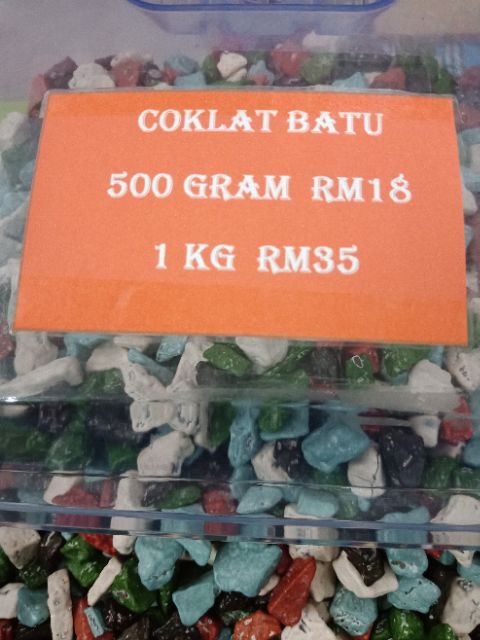 COKLAT BATU
500 GRAM RM18
1 KG RM35